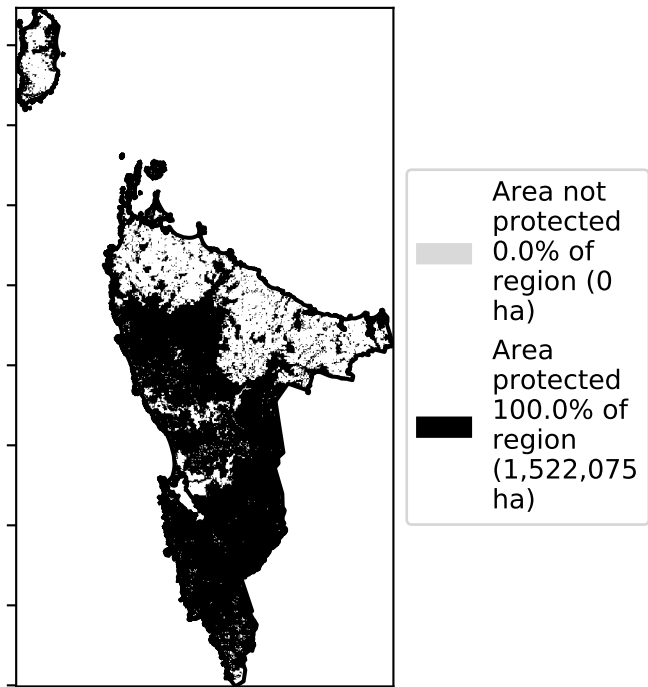 Area not
protected
0.0% of
region (0
ha)
Area
protected
100.0% of
region
(1,522,075
ha)